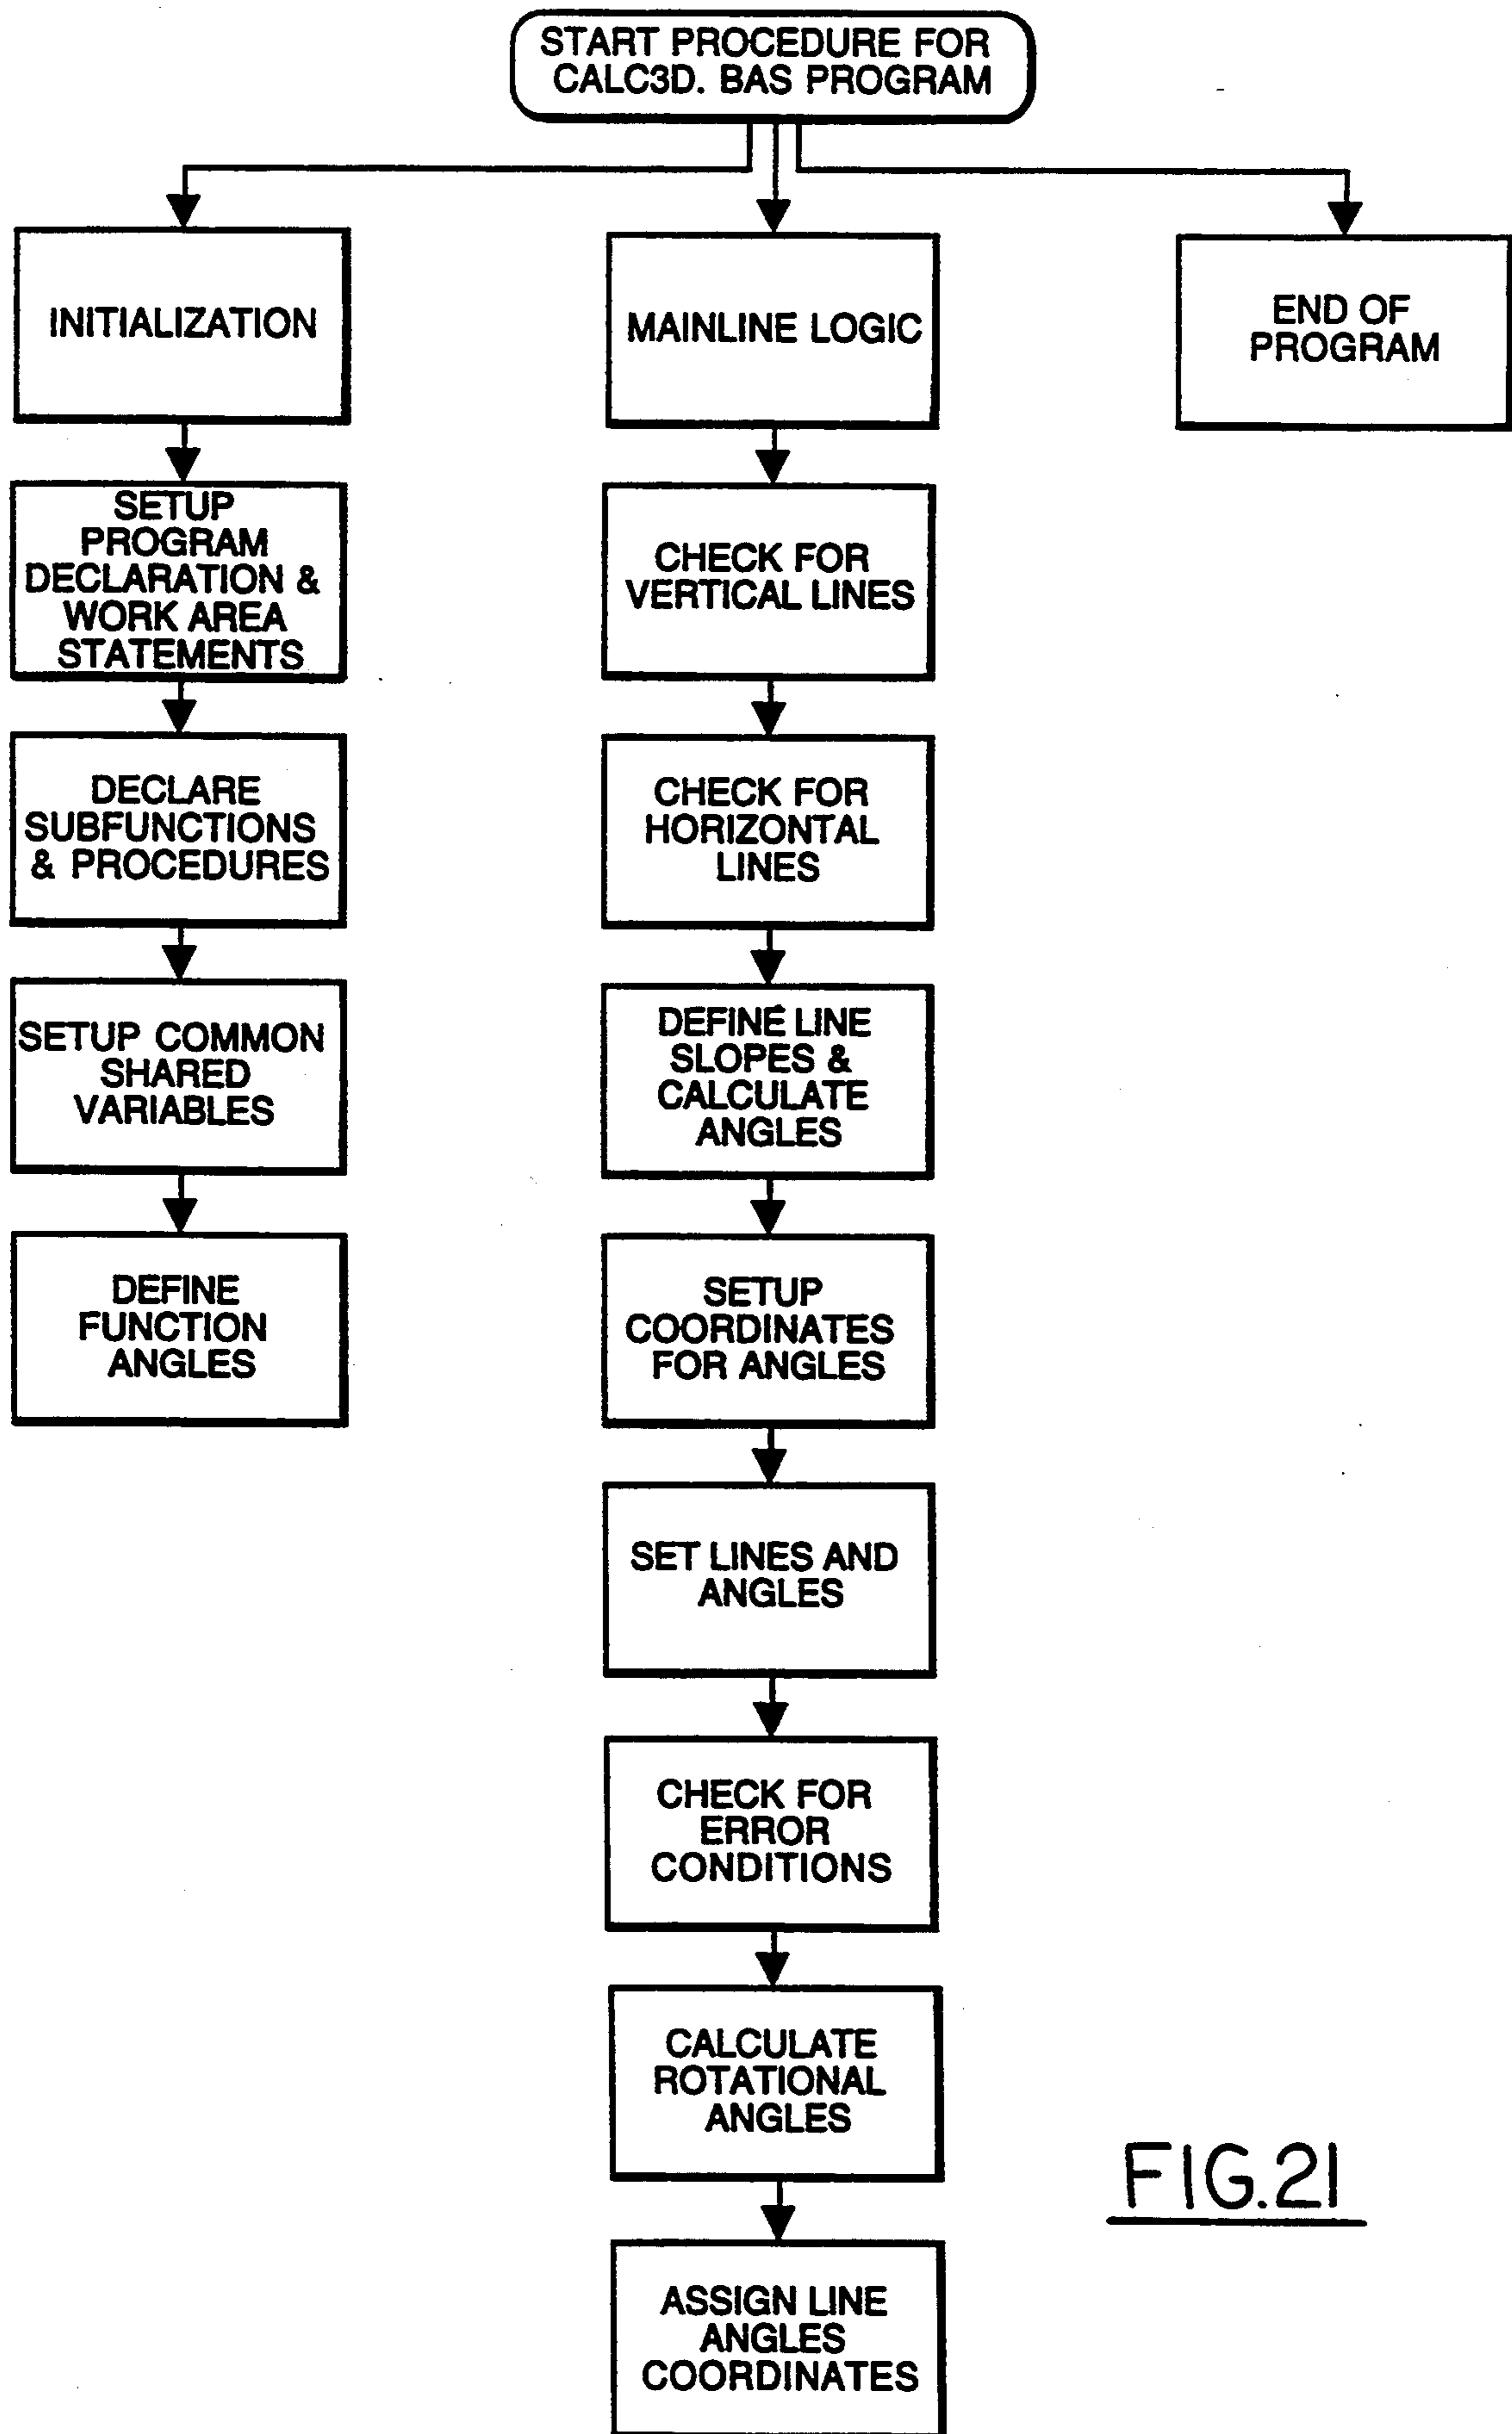 START PROCEDURE FOR
CALC3D. BAS PROGRAM
INITIALIZATION
SETUP
PROGRAM
DECLARATION &
WORK AREA
STATEMENTS
DECLARE
SUBFUNCTIONS
& PROCEDURES
SETUP COMMON
SHARED
VARIABLES
DEFINE
FUNCTION
ANGLES
MAINLINE LOGIC
CHECK FOR
VERTICAL LINES
CHECK FOR
HORIZONTAL
LINES
DEFINE LINE
SLOPES &
CALCULATE
ANGLES
SETUP
COORDINATES
FOR ANGLES
SET LINES AND
ANGLES
CHECK FOR
ERROR
CONDITIONS
CALCULATE
ROTATIONAL
ANGLES
ASSIGN LINE
ANGLES
COORDINATES
END OF
PROGRAM
FIG.21